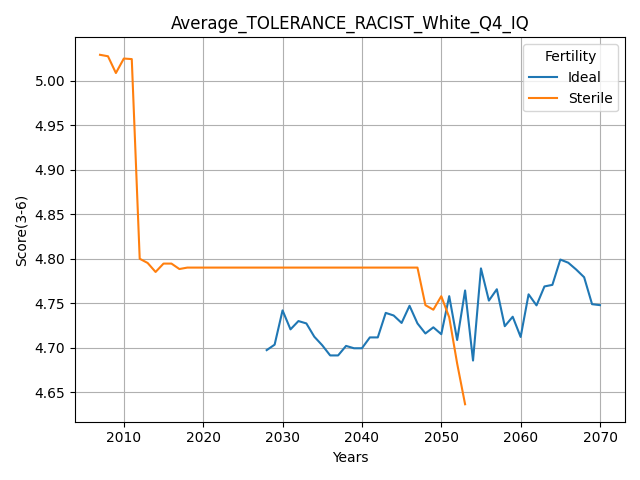 Average_TOLERANCE_RACIST_White_Q4_IQ
Fertility
Ideal
Sterile
Score(3-6)
5.00
4.95
4.90
4.85
4.80
4.75
4.70
4.65
2010 2020 2030 2040 2050 2060 2070
Years